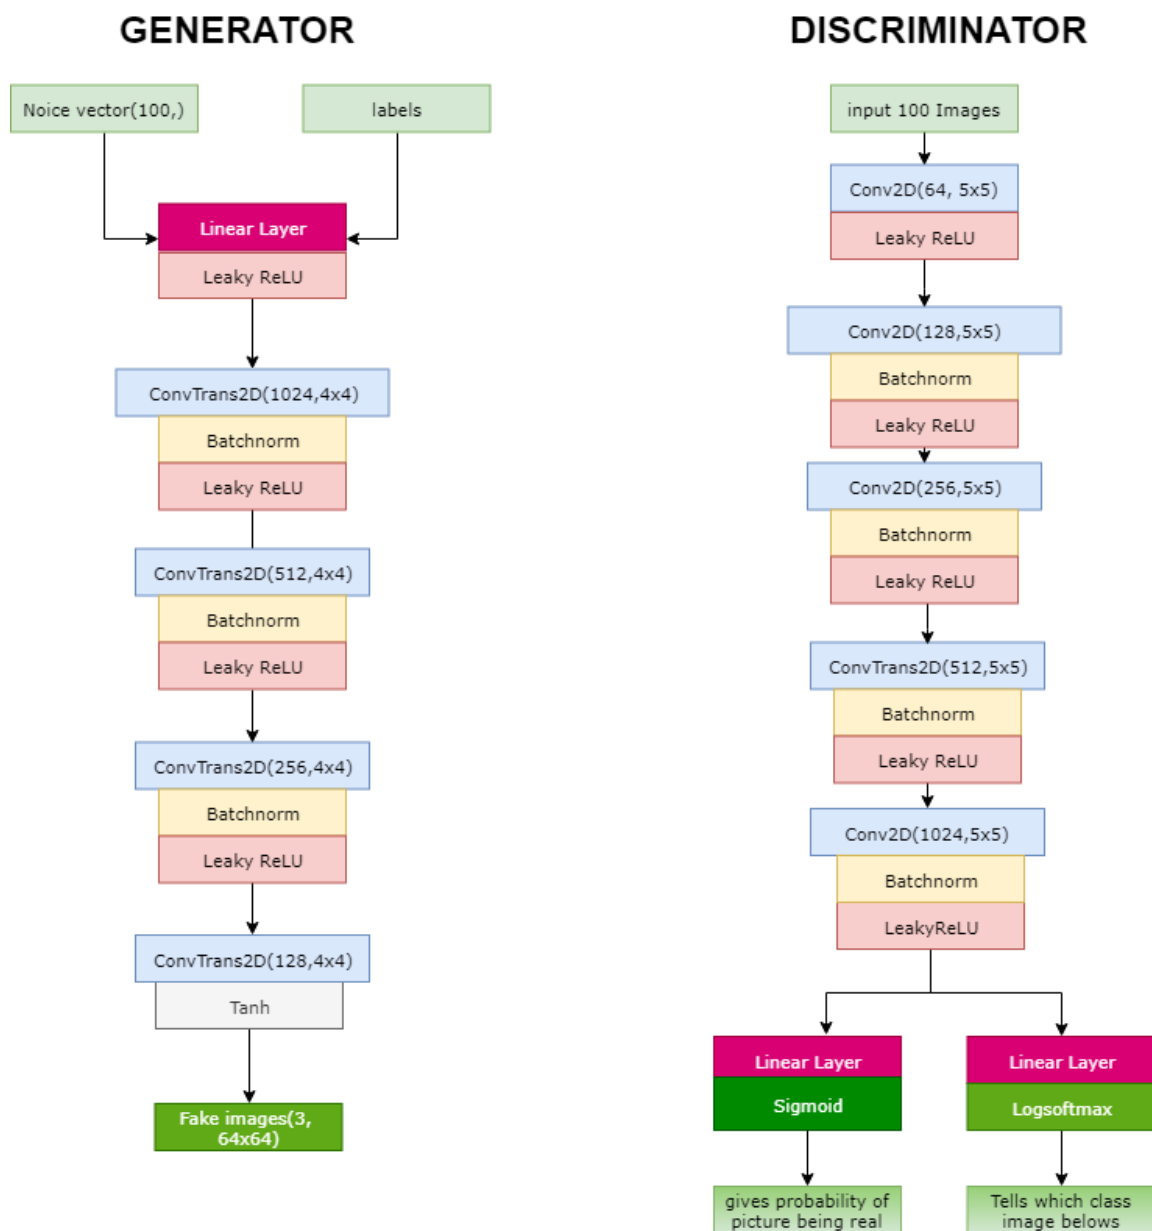 GENERATOR
Noice vector(100,)
labels
Linear Layer
Leaky ReLU
ConvTrans2D(1024,4x4)
Batchnorm
Leaky ReLU
ConvTrans2D(512,4x4)
Batchnorm
Leaky ReLU
ConvTrans2D(256,4x4)
Batchnorm
Leaky ReLU
ConvTrans2D(128,4x4)
Tanh
Fake images(3,
64x64)
DISCRIMINATOR
input 100 Images
Conv2D(64, 5x5)
Leaky ReLU
Conv2D(128,5x5)
Batchnorm
Leaky ReLU
Conv2D(256,5x5)
Batchnorm
Leaky ReLU
ConvTrans2D(512,5x5)
Batchnorm
Leaky ReLU
Conv2D(1024,5x5)
Batchnorm
LeakyReLU
Linear Layer
Sigmoid
gives probability of
picture being real
Linear Layer
Logsoftmax
Tells which class
image belows